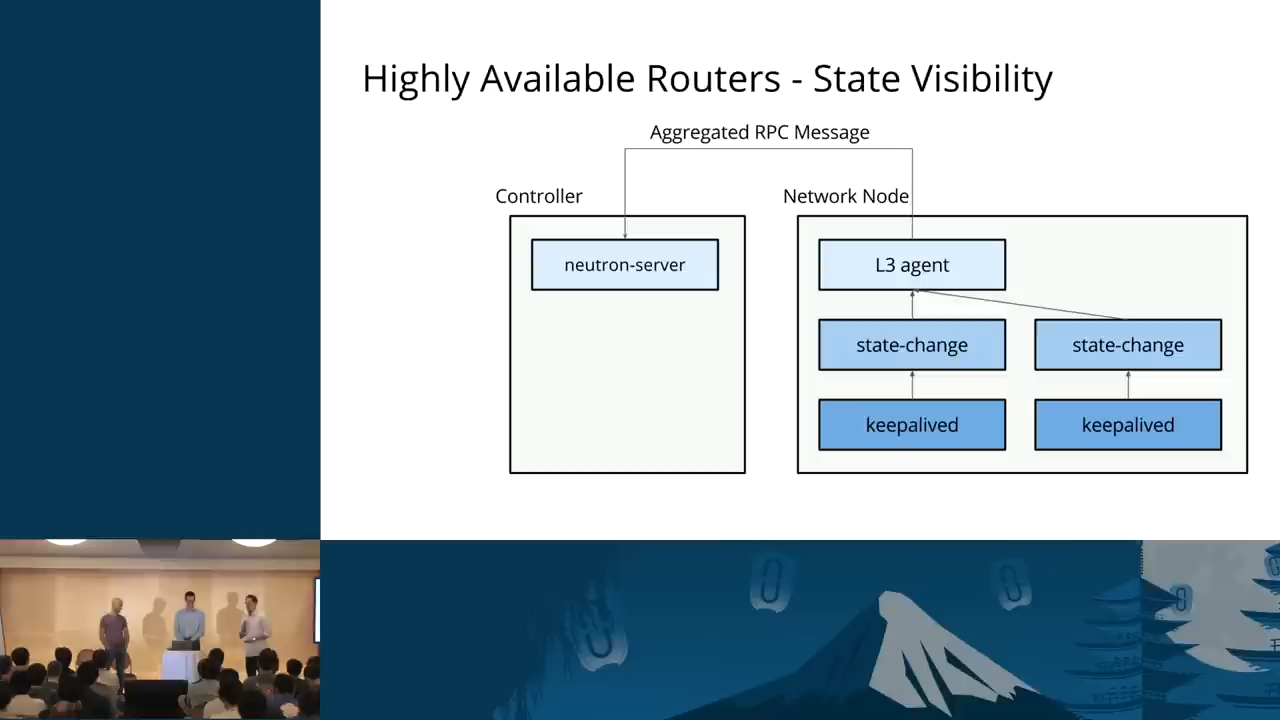 Highly Available Routers - State Visibility
Aggregated RPC Message
Controller
Network Node
neutron-server
L3 agent
state-change
state-change
keepalived
keepalived